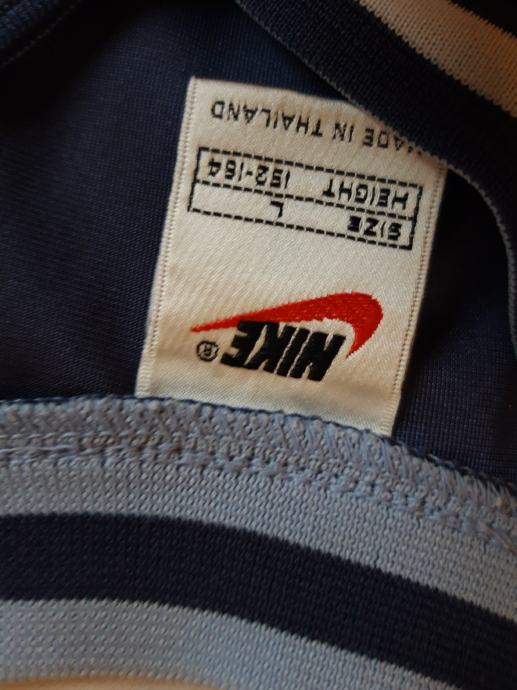 NIKE®
SIZE L
HEIGHT 152-164
MADE IN THAILAND